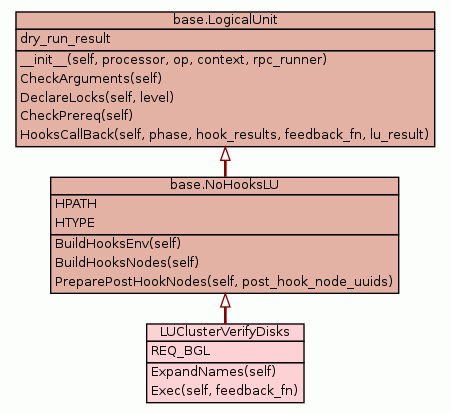 base.LogicalUnit
dry_run_result
__init__(self, processor, op, context, rpc_runner)
CheckArguments(self)
DeclareLocks(self, level)
CheckPrereq(self)
HooksCallBack(self, phase, hook_results, feedback_fn, lu_result)
base.NoHooksLU
HPATH
HTYPE
BuildHooksEnv(self)
BuildHooksNodes(self)
PreparePostHookNodes(self, post_hook_node_uuids)
LUClusterVerifyDisks
REQ_BGL
ExpandNames(self)
Exec(self, feedback_fn)